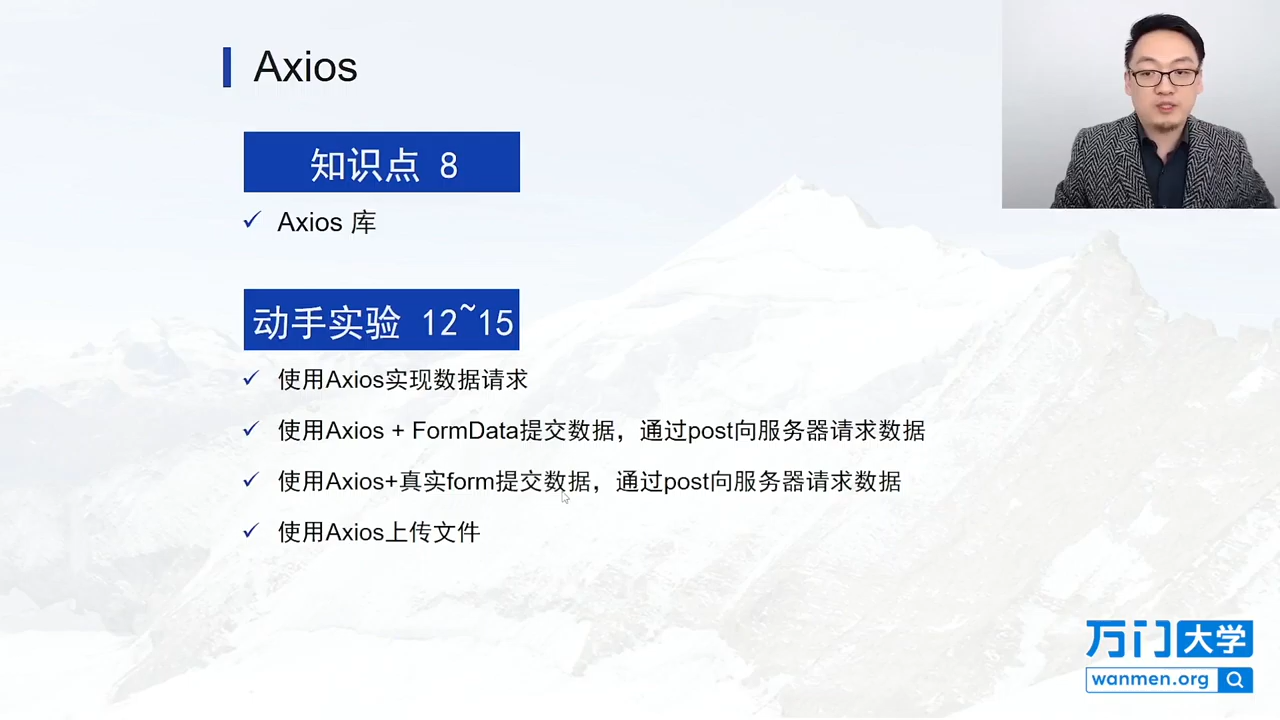 Axios
知识点 8
Axios 库
动手实验 12~15
使用Axios实现数据请求
使用Axios + FormData提交数据，通过post向服务器请求数据
使用Axios+真实form提交数据，通过post向服务器请求数据
使用Axios上传文件
万门大学
wanmen.org